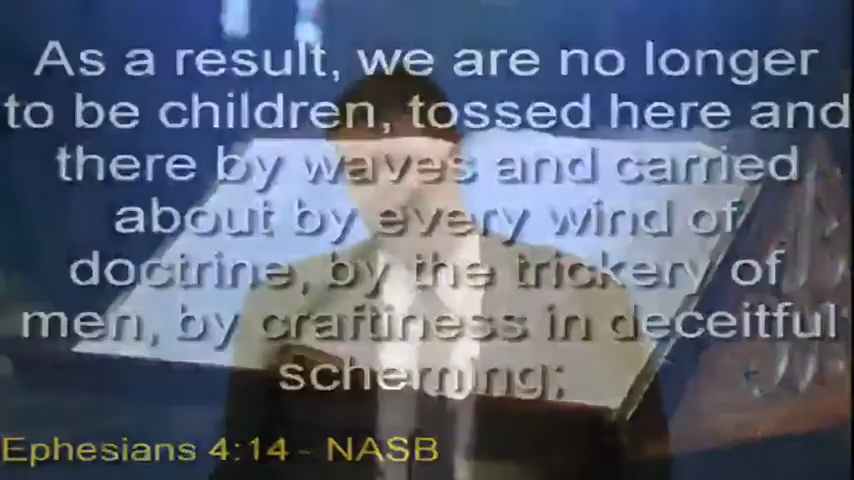 As a result, we are no longer
to be children, tossed here and
there by waves and carried
about by every wind of
doctrine, by the trickery of
men, by craftiness in deceitful
scheming;
Ephesians 4:14 - NASB